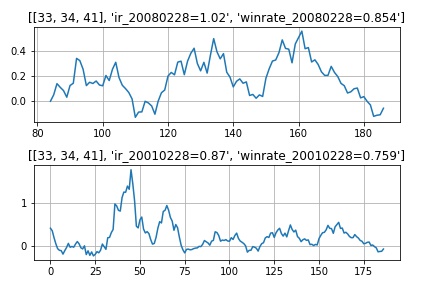 [[33, 34, 41], 'ir_20080228=1.02', 'winrate_20080228=0.854']
0.4
0.2
0.0
80 100 120 140 160 180
[[33, 34, 41], 'ir_20010228=0.87', 'winrate_20010228=0.759']
1
0
0 25 50 75 100 125 150 175